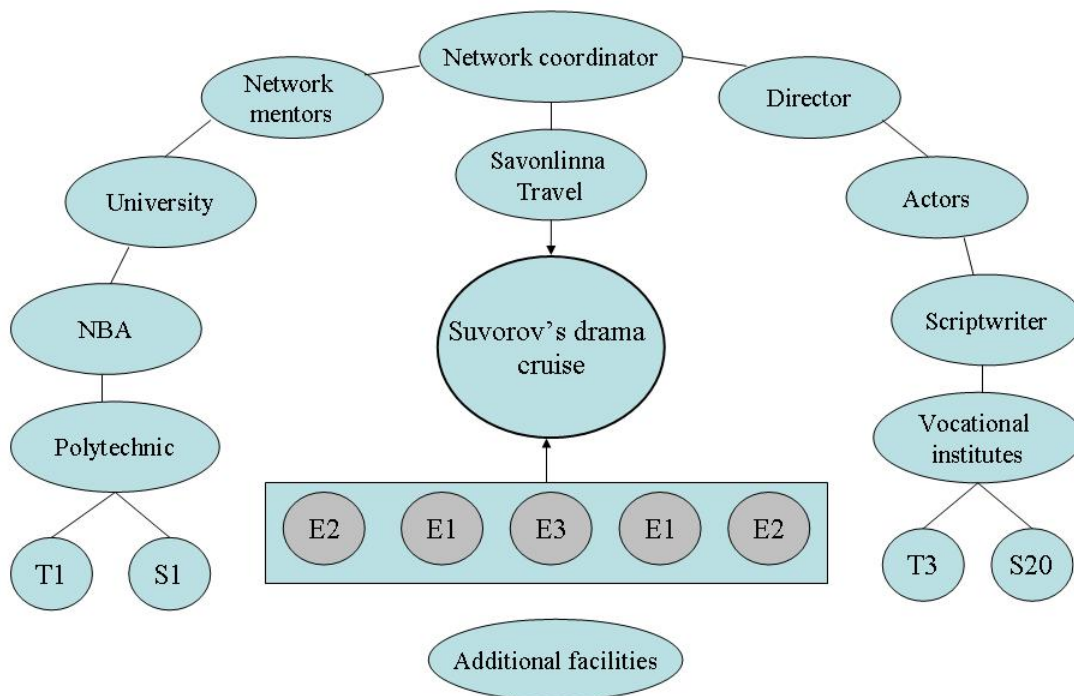 Network coordinator
Network
mentors
Director
Savonlinna
Travel
University
Actors
NBA
Suvorov’s drama
cruise
Scriptwriter
Polytechnic
Vocational
institutes
E2 E1 E3 E1 E2
T1 S1
T3 S20
Additional facilities